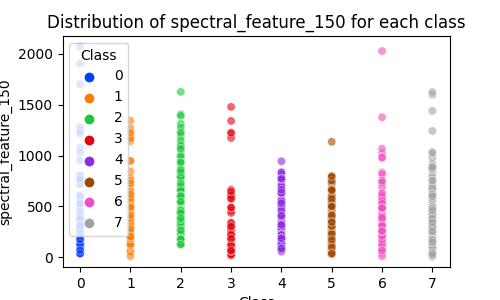 Distribution of spectral_feature_150 for each class
spectral_feature_150
2000
1500
1000
500
0
Class
0
1
2
3
4
5
6
7
0 1 2 3 4 5 6 7
Class